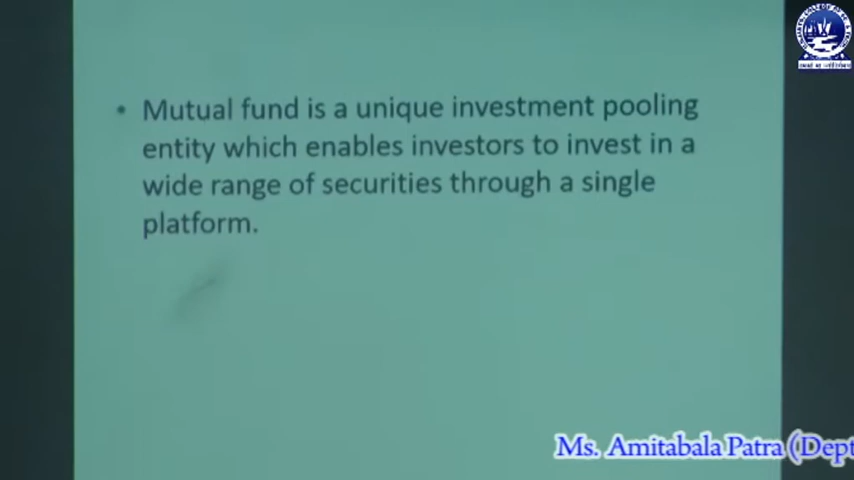 • Mutual fund is a unique investment pooling
entity which enables investors to invest in a
wide range of securities through a single
platform.
Ms. Amitabala Patra (Dept